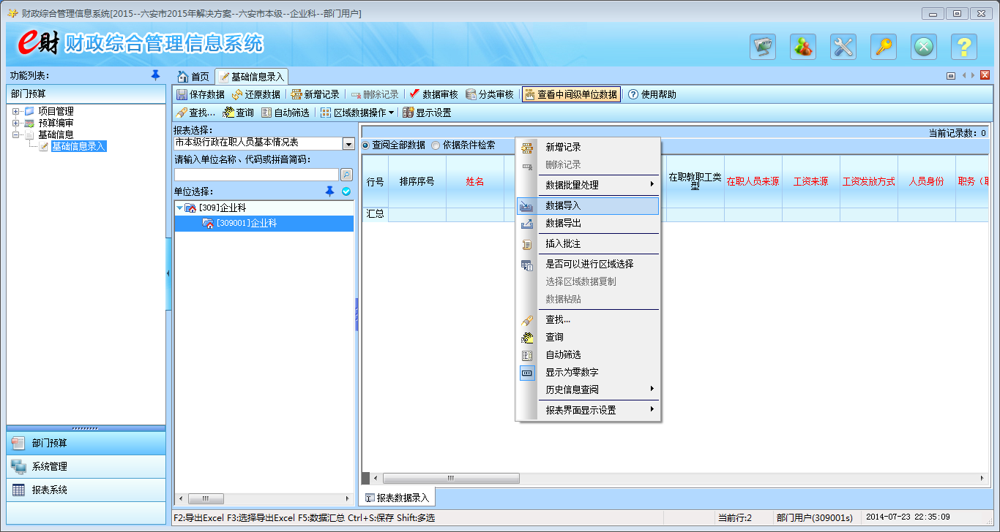 财政综合管理信息系统[2015--六安市2015年解决方案--六安市本级--企业科--部门用户]
e财 财政综合管理信息系统
功能列表:
首页 基础信息录入
部门预算
项目管理
预算编审
基础信息
基础信息录入
保存数据 还原数据 新增记录 删除记录 数据审核 分类审核 查看中间级单位数据 使用帮助
查找... 查询 自动筛选 区域数据操作 显示设置
报表选择:
市本级行政在职人员基本情况表
请输入单位名称、代码或拼音简码:
单位选择:
[309]企业科
[309001]企业科
当前记录数: 0
查阅全部数据 依据条件检索
行号 排序序号 姓名 在职教职工类型 在职人员来源 工资来源 工资发放方式 人员身份 职务（职
汇总
新增记录
删除记录
数据批量处理
数据导入
数据导出
插入批注
是否可以进行区域选择
选择区域数据复制
数据粘贴
查找...
查询
自动筛选
显示为零数字
历史信息查阅
报表界面显示设置
部门预算
系统管理
报表系统
报表数据录入
F2:导出Excel F3:选择导出Excel F5:数据汇总 Ctrl+S:保存 Shift:多选
当前行:2
部门用户(309001s)
2014-07-23 22:35:09